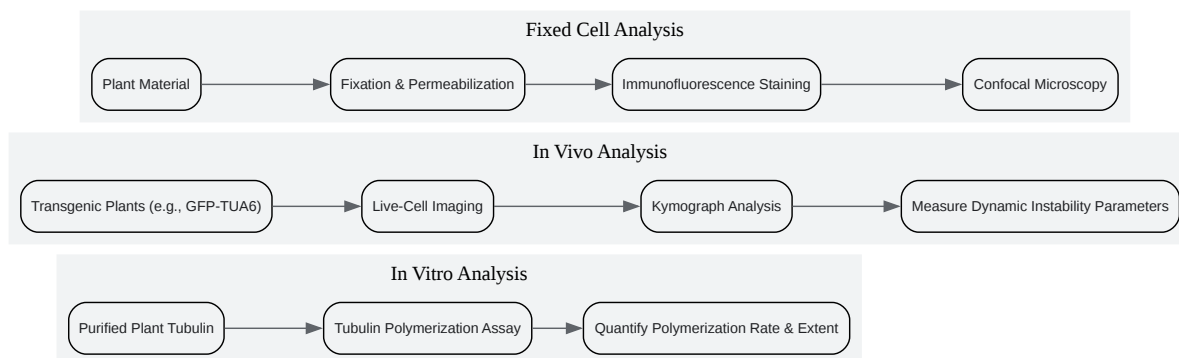 Fixed Cell Analysis
Plant Material
Fixation & Permeabilization
Immunofluorescence Staining
Confocal Microscopy
In Vivo Analysis
Transgenic Plants (e.g., GFP-TUA6)
Live-Cell Imaging
Kymograph Analysis
Measure Dynamic Instability Parameters
In Vitro Analysis
Purified Plant Tubulin
Tubulin Polymerization Assay
Quantify Polymerization Rate & Extent